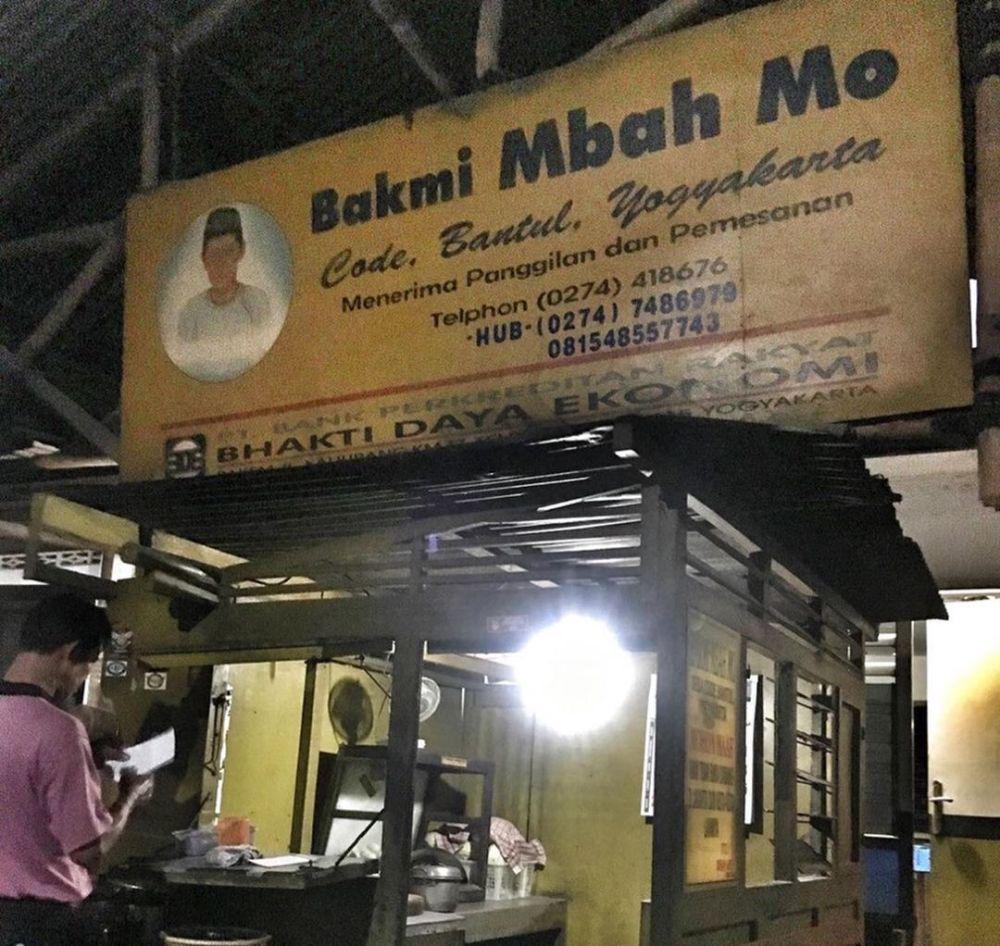 Bakmi Mbah Mo
Code, Bantul, Yogyakarta
Menerima Panggilan dan Pemesanan
Telphon (0274) 418676
HUB-(0274) 7486979
081548557743
PT. BANK PERKREDITAN RAKYAT
BHAKTI DAYA EKONOMI
YOGYAKARTA